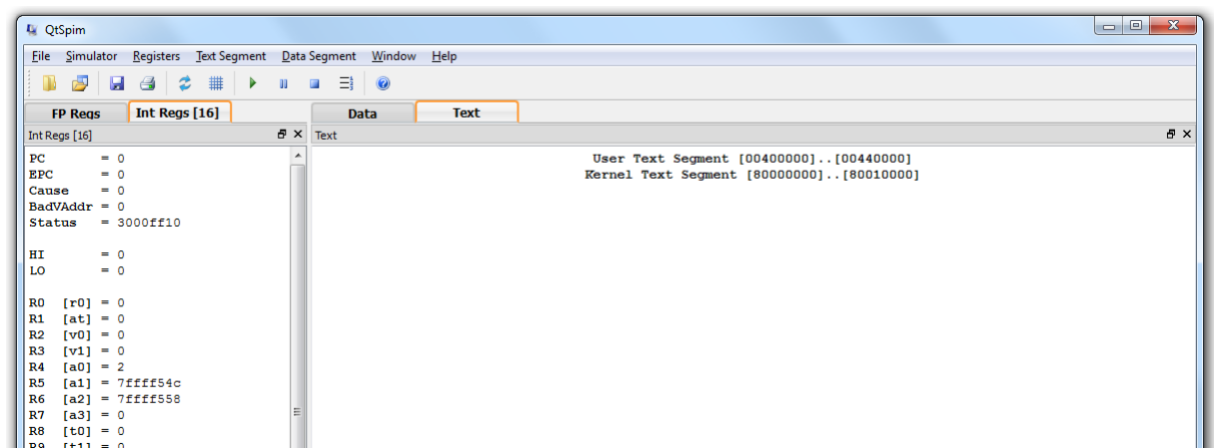 QtSpim
File Simulator Registers Text Segment Data Segment Window Help
FP Regs Int Regs [16] Data Text
Int Regs [16] Text
PC = 0
EPC = 0
Cause = 0
BadVAddr = 0
Status = 3000ff10
HI = 0
LO = 0
R0 [r0] = 0
R1 [at] = 0
R2 [v0] = 0
R3 [v1] = 0
R4 [a0] = 2
R5 [a1] = 7ffff54c
R6 [a2] = 7ffff558
R7 [a3] = 0
R8 [t0] = 0
R9 [t1] = 0
User Text Segment [00400000]..[00440000]
Kernel Text Segment [80000000]..[80010000]